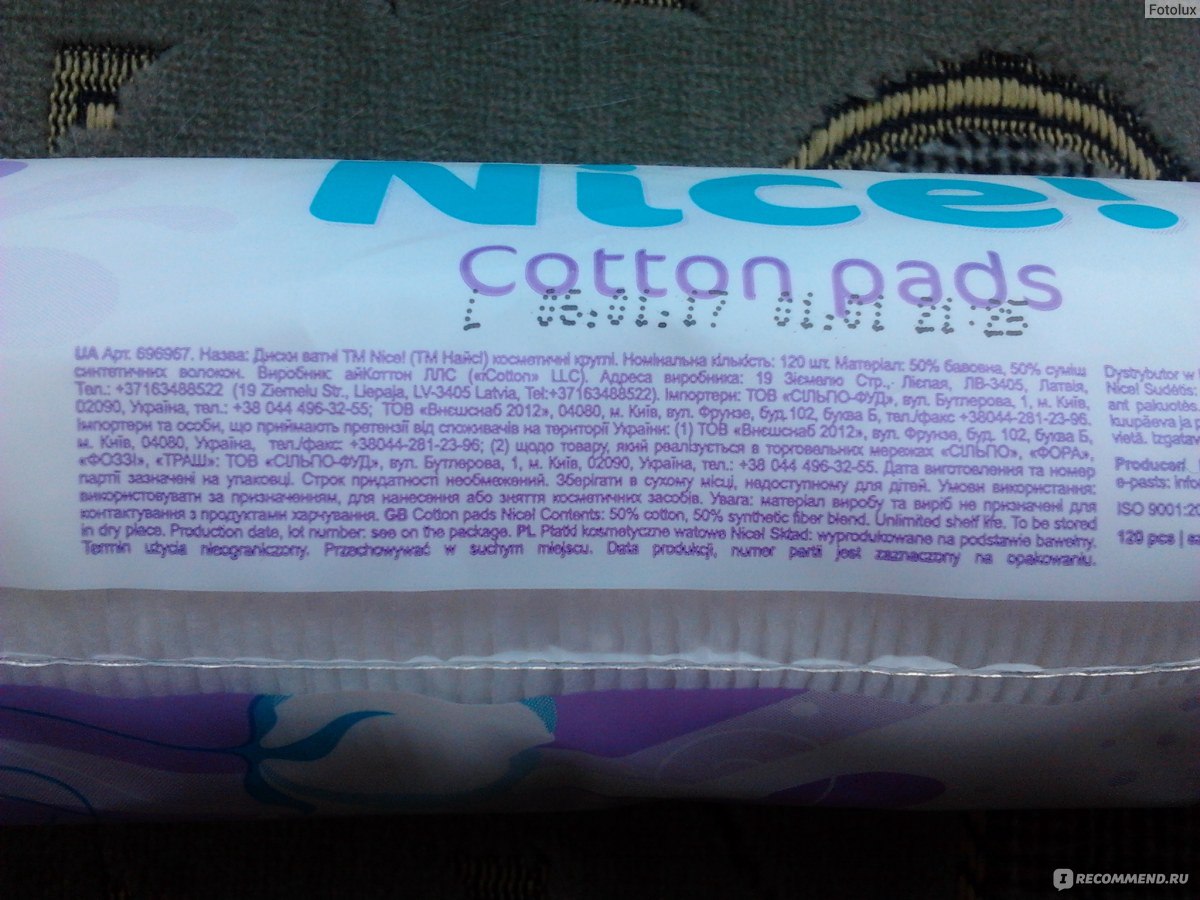 Fotolux
Nice!
Cotton pads
L 05.01.17 01.01 21:25
UA Арт. 696967. Назва: Диски ватні ТМ Nice! (ТМ Найс!) косметичні круглі. Номінальна кількість: 120 шт. Матеріал: 50% бавовна, 50% суміш
синтетичних волокон. Виробник: айКоттон ЛЛС («iCotton» LLC). Адреса виробника: 19 Зіємелю Стр., Лієпая, ЛВ-3405, Латвія,
Тел.: +37163488522 (19 Ziemelu Str., Liepaja, LV-3405 Latvia, Tel:+37163488522). Імпортери: ТОВ «СІЛЬПО-ФУД», вул. Бутлерова, 1, м. Київ,
02090, Україна, тел.: +38 044 496-32-55; ТОВ «Внєшснаб 2012», 04080, м. Київ, вул. Фрунзе, буд.102, буква Б, тел./факс +38044-281-23-96.
Імпортери та особи, що приймають претензії від споживачів на території України: (1) ТОВ «Внєшснаб 2012», вул. Фрунзе, буд. 102, буква Б,
м. Київ, 04080, Україна, тел./факс: +38044-281-23-96; (2) щодо товару, який реалізується в торговельних мережах «СІЛЬПО», «ФОРА»,
«ФОЗЗІ», «ТРАШ»: ТОВ «СІЛЬПО-ФУД», вул. Бутлерова, 1, м. Київ, 02090, Україна, тел.: +38 044 496-32-55. Дата виготовлення та номер
партії зазначені на упаковці. Строк придатності необмежений. Зберігати в сухому місці, недоступному для дітей. Умови використання:
використовувати за призначенням, для нанесення або зняття косметичних засобів. Увага: матеріал виробу та виріб не призначені для
контактування з продуктами харчування. GB Cotton pads Nice! Contents: 50% cotton, 50% synthetic fiber blend. Unlimited shelf life. To be stored
in dry place. Production date, lot number: see on the package. PL Płatki kosmetyczne watowe Nice! Skład: wyprodukowane na podstawie bawełny.
Termin użycia nieograniczony. Przechowywać w suchym miejscu. Data produkcji, numer partii jest zaznaczony na opakowaniu.
Dystrybutor w
Nice! Sudėtis:
ant pakuotės.
kuupäeva ja p
vietā. Izgatav
Producer/
e-pasts: info
ISO 9001:20
120 pcs | s
IRECOMMEND.RU